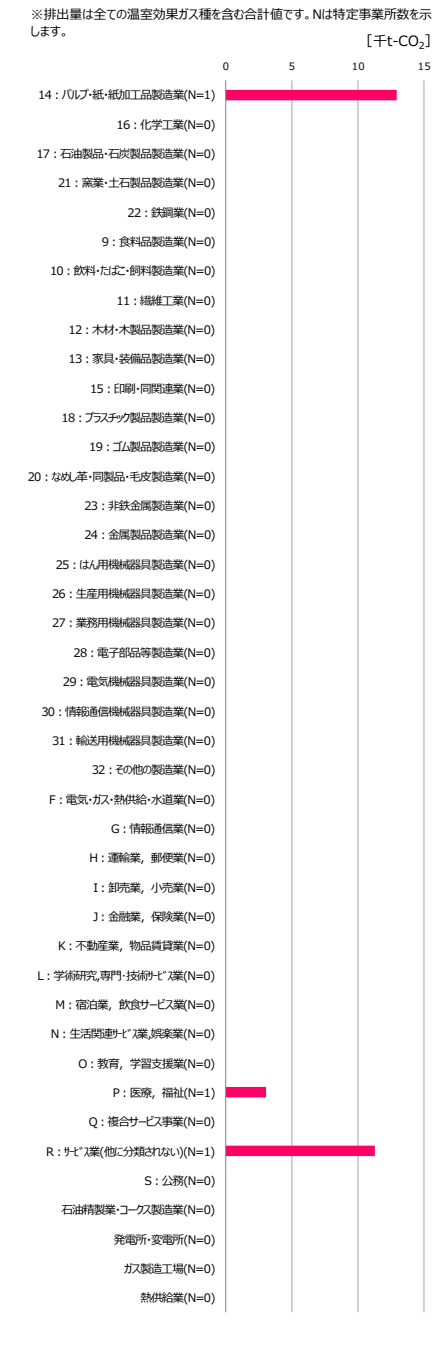 ※排出量は全ての温室効果ガス種を含む合計値です。Nは特定事業所数を示
します。
[千t-CO₂]
0 5 10 15
14：パルプ・紙・紙加工品製造業(N=1)
16：化学工業(N=0)
17：石油製品・石炭製品製造業(N=0)
21：窯業・土石製品製造業(N=0)
22：鉄鋼業(N=0)
9：食料品製造業(N=0)
10：飲料・たばこ・飼料製造業(N=0)
11：繊維工業(N=0)
12：木材・木製品製造業(N=0)
13：家具・装備品製造業(N=0)
15：印刷・同関連業(N=0)
18：プラスチック製品製造業(N=0)
19：ゴム製品製造業(N=0)
20：なめし革・同製品・毛皮製造業(N=0)
23：非鉄金属製造業(N=0)
24：金属製品製造業(N=0)
25：はん用機械器具製造業(N=0)
26：生産用機械器具製造業(N=0)
27：業務用機械器具製造業(N=0)
28：電子部品等製造業(N=0)
29：電気機械器具製造業(N=0)
30：情報通信機械器具製造業(N=0)
31：輸送用機械器具製造業(N=0)
32：その他の製造業(N=0)
F：電気・ガス・熱供給・水道業(N=0)
G：情報通信業(N=0)
H：運輸業，郵便業(N=0)
I：卸売業，小売業(N=0)
J：金融業，保険業(N=0)
K：不動産業，物品賃貸業(N=0)
L：学術研究,専門・技術ｻｰﾋﾞｽ業(N=0)
M：宿泊業，飲食サービス業(N=0)
N：生活関連ｻｰﾋﾞｽ業,娯楽業(N=0)
O：教育，学習支援業(N=0)
P：医療，福祉(N=1)
Q：複合サービス事業(N=0)
R：ｻｰﾋﾞｽ業(他に分類されない)(N=1)
S：公務(N=0)
石油精製業・コークス製造業(N=0)
発電所・変電所(N=0)
ガス製造工場(N=0)
熱供給業(N=0)